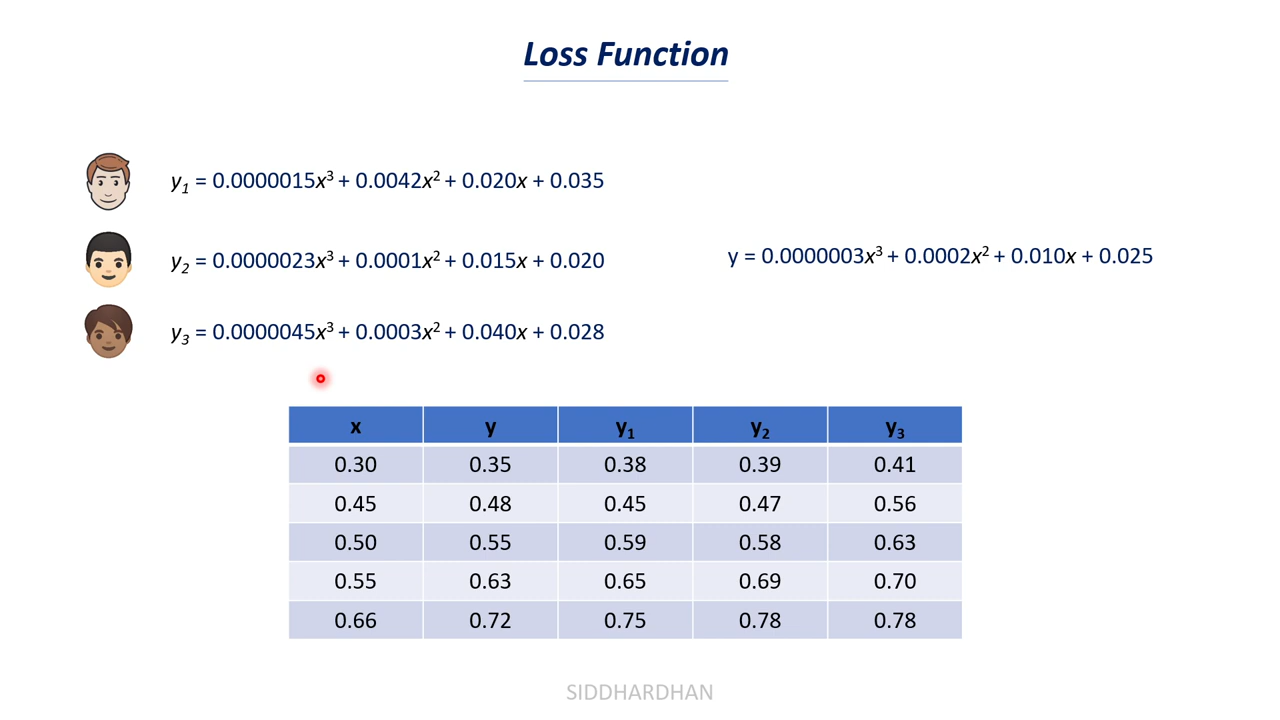 Loss Function
y₁ = 0.0000015x³ + 0.0042x² + 0.020x + 0.035
y₂ = 0.0000023x³ + 0.0001x² + 0.015x + 0.020
y = 0.0000003x³ + 0.0002x² + 0.010x + 0.025
y₃ = 0.0000045x³ + 0.0003x² + 0.040x + 0.028
x y y₁ y₂ y₃
0.30 0.35 0.38 0.39 0.41
0.45 0.48 0.45 0.47 0.56
0.50 0.55 0.59 0.58 0.63
0.55 0.63 0.65 0.69 0.70
0.66 0.72 0.75 0.78 0.78
SIDDHARDHAN